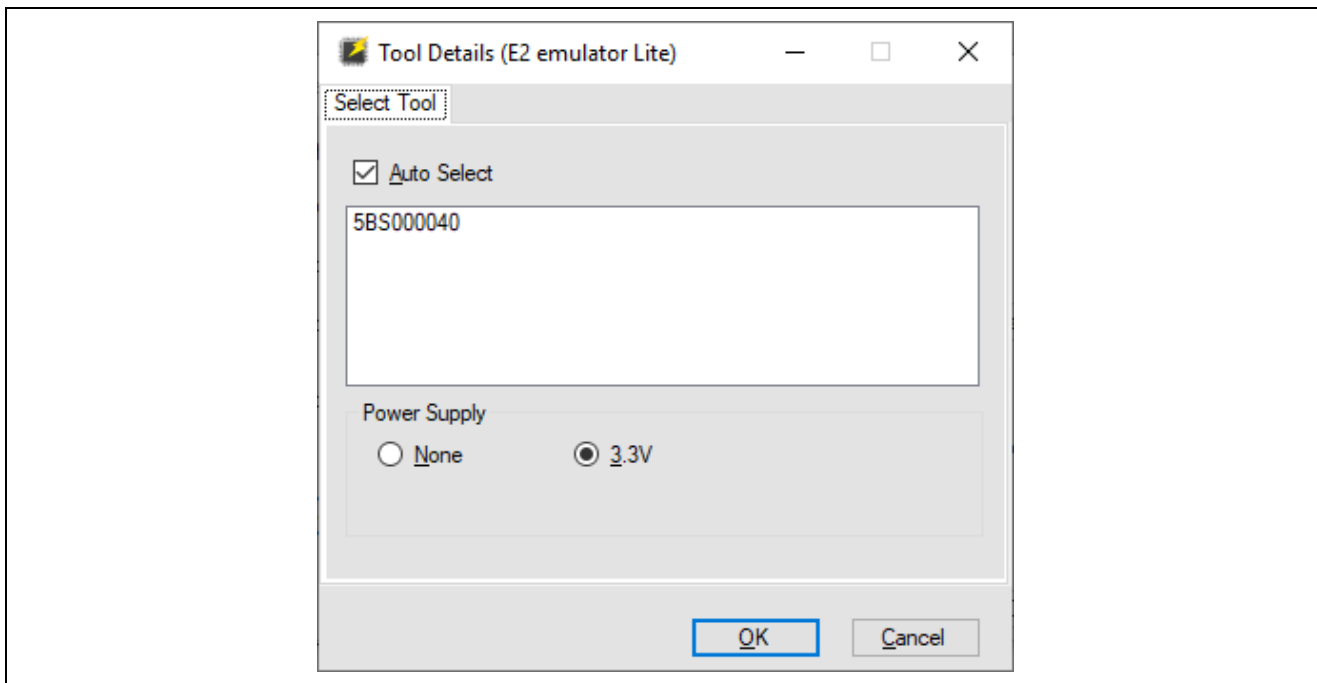 Tool Details (E2 emulator Lite)
Select Tool
Auto Select
5BS000040
Power Supply
None 3.3V
OK Cancel